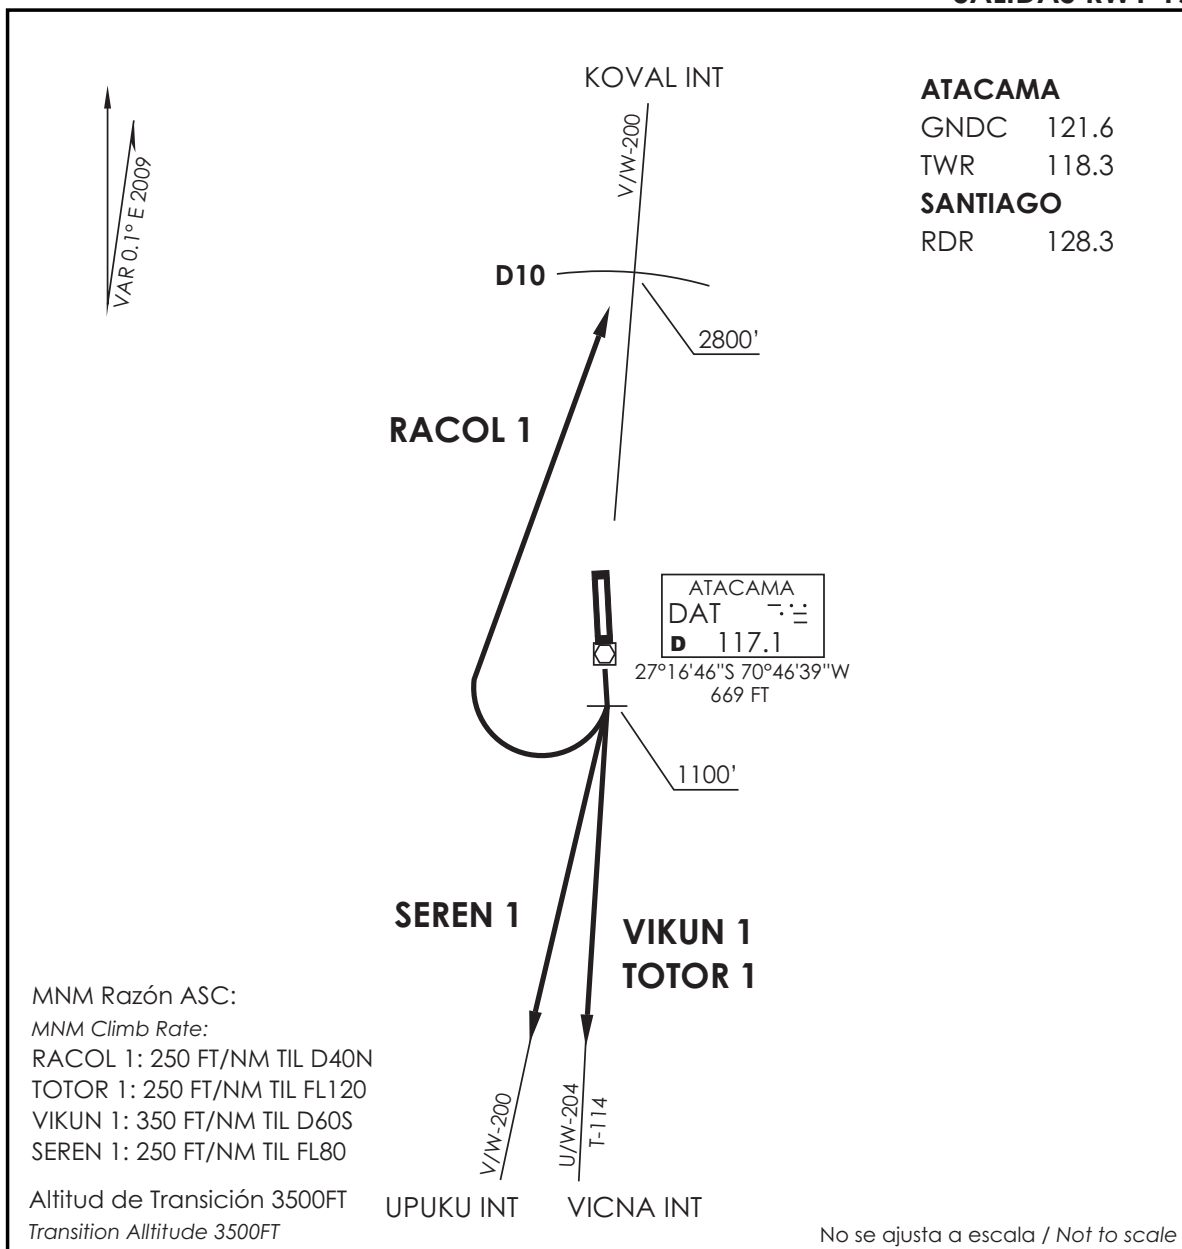 KOVAL INT
ATACAMA
GNDC 121.6
TWR 118.3
SANTIAGO
RDR 128.3
VAR 0.1° E 2009
V/W-200
D10
2800'
RACOL 1
ATACAMA
DAT
D 117.1
27°16'46"S 70°46'39"W
669 FT
1100'
SEREN 1
VIKUN 1
TOTOR 1
MNM Razón ASC:
MNM Climb Rate:
RACOL 1: 250 FT/NM TIL D40N
TOTOR 1: 250 FT/NM TIL FL120
VIKUN 1: 350 FT/NM TIL D60S
SEREN 1: 250 FT/NM TIL FL80
V/W-200
U/W-204
T-114
Altitud de Transición 3500FT
Transition Alltitude 3500FT
UPUKU INT
VICNA INT
No se ajusta a escala / Not to scale